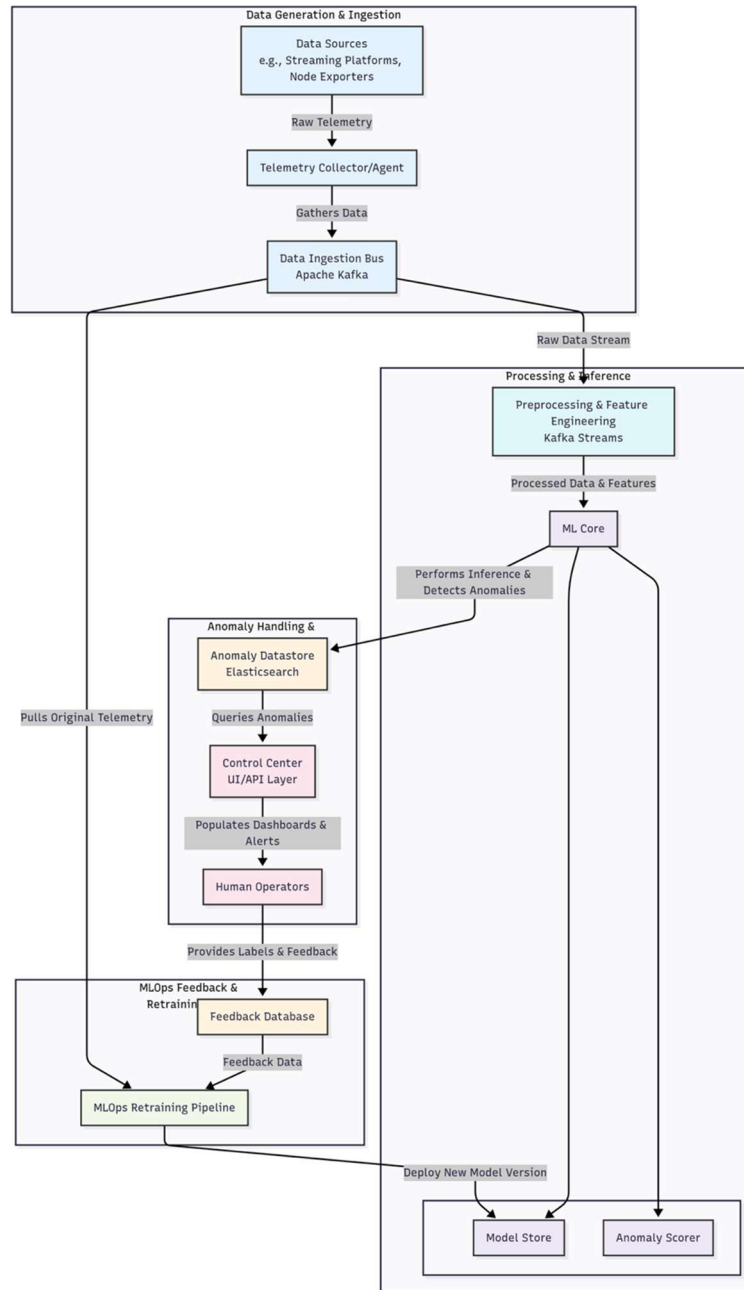 Data Generation & Ingestion
Data Sources
e.g., Streaming Platforms,
Node Exporters
Raw Telemetry
Telemetry Collector/Agent
Gathers Data
Data Ingestion Bus
Apache Kafka
Raw Data Stream
Processing & Inference
Preprocessing & Feature
Engineering
Kafka Streams
Processed Data & Features
ML Core
Performs Inference &
Detects Anomalies
Anomaly Handling &
Anomaly Datastore
Elasticsearch
Pulls Original Telemetry
Queries Anomalies
Control Center
UI/API Layer
Populates Dashboards &
Alerts
Human Operators
Provides Labels & Feedback
MLOps Feedback &
Retrainin
Feedback Database
Feedback Data
MLOps Retraining Pipeline
Deploy New Model Version
Model Store
Anomaly Scorer